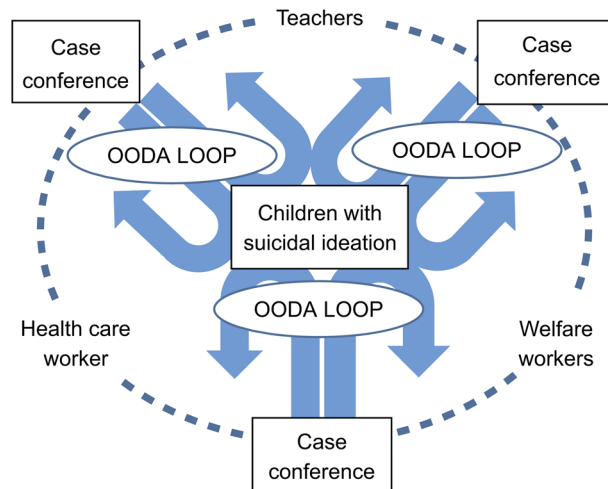 Teachers
Case
conference
Case
conference
OODA LOOP
OODA LOOP
Children with
suicidal ideation
OODA LOOP
Health care
worker
Welfare
workers
Case
conference